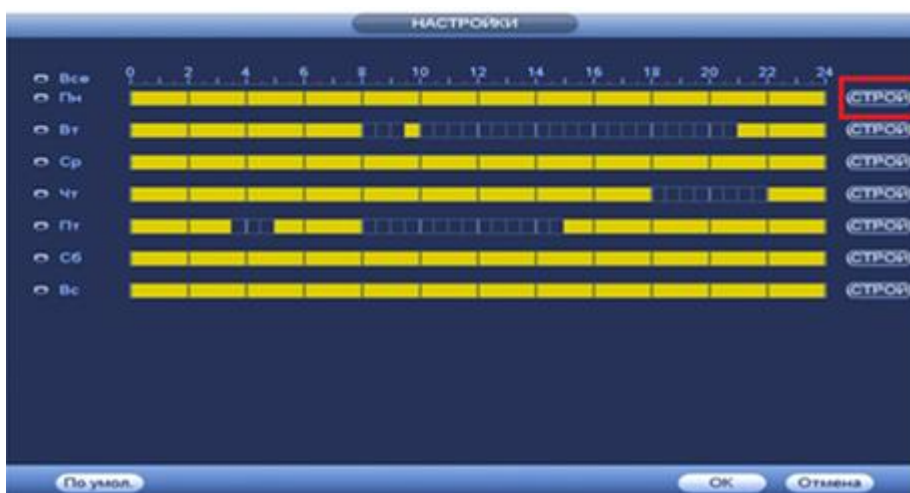 НАСТРОЙКИ
Все 0 2 4 6 8 10 12 14 16 18 20 22 24
Пн (СТРОЙ
Вт (СТРОЙ
Ср (СТРОЙ
Чт (СТРОЙ
Пт (СТРОЙ
Сб (СТРОЙ
Вс (СТРОЙ
По умол. OK Отмена